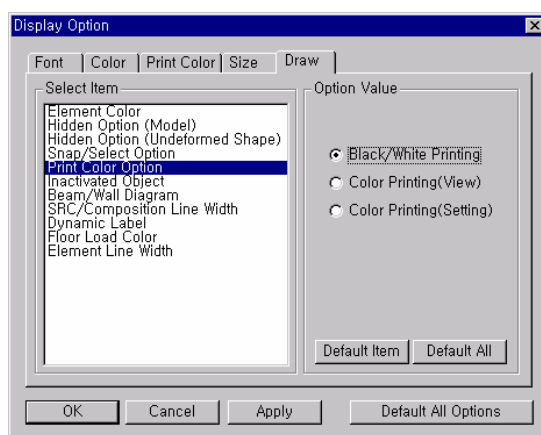 Display Option
Font Color Print Color Size Draw
Select Item
Element Color
Hidden Option (Model)
Hidden Option (Undeformed Shape)
Snap/Select Option
Print Color Option
Inactivated Object
Beam/Wall Diagram
SRC/Composition Line Width
Dynamic Label
Floor Load Color
Element Line Width
Option Value
Black/White Printing
Color Printing(View)
Color Printing(Setting)
Default Item Default All
OK Cancel Apply Default All Options